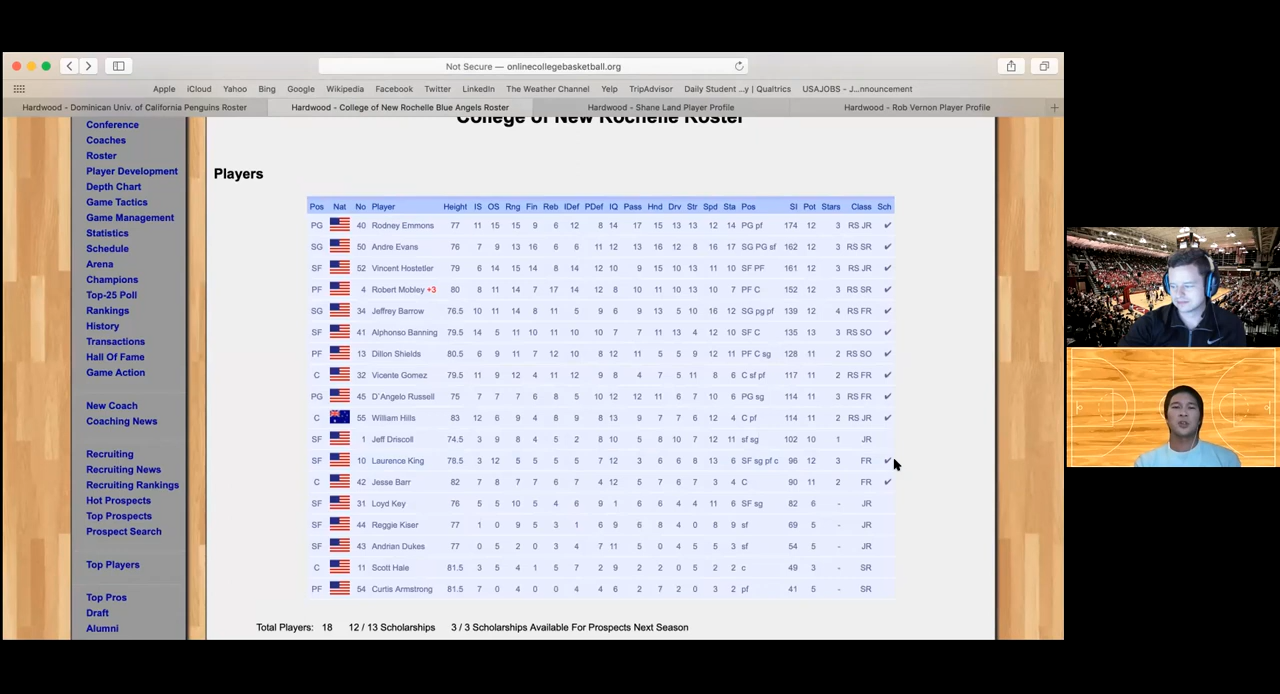 Not Secure — onlinecollegebasketball.org
Apple iCloud Yahoo Bing Google Wikipedia Facebook Twitter LinkedIn The Weather Channel Yelp TripAdvisor Daily Student ...y | Qualtrics USAJOBS - J...nnouncement
Hardwood - Dominican Univ. of California Penguins Roster Hardwood - College of New Rochelle Blue Angels Roster Hardwood - Shane Land Player Profile Hardwood - Rob Vernon Player Profile
College of New Rochelle Roster
Conference
Coaches
Roster
Player Development
Depth Chart
Game Tactics
Game Management
Statistics
Schedule
Arena
Champions
Top-25 Poll
Rankings
History
Transactions
Hall Of Fame
Game Action
New Coach
Coaching News
Recruiting
Recruiting News
Recruiting Rankings
Hot Prospects
Top Prospects
Prospect Search
Top Players
Top Pros
Draft
Alumni
Players
Pos Nat No Player Height IS OS Rng Fin Reb IDef PDef IQ Pass Hnd Drv Str Spd Sta Pos SI Pot Stars Class Sch
PG 40 Rodney Emmons 77 11 15 15 9 6 12 8 14 17 15 13 13 12 14 PG pf 174 12 3 RS JR ✔
SG 50 Andre Evans 76 7 9 13 16 6 6 11 12 13 16 12 8 16 17 SG PG sf 162 12 3 RS SR ✔
SF 52 Vincent Hostetler 79 6 14 15 14 8 14 12 10 9 15 10 13 11 10 SF PF 161 12 3 RS JR ✔
PF 4 Robert Mobley +3 80 8 11 14 7 17 14 12 8 10 11 10 13 10 7 PF C 152 12 3 RS SR ✔
SG 34 Jeffrey Barrow 76.5 10 11 14 8 11 5 9 6 9 13 5 10 16 12 SG pg pf 139 12 4 RS FR ✔
SF 41 Alphonso Banning 79.5 14 5 11 10 11 10 10 7 7 11 13 4 12 10 SF C 135 13 3 RS SO ✔
PF 13 Dillon Shields 80.5 6 9 11 7 12 10 8 12 11 5 5 9 12 11 PF C sg 128 11 2 RS SO ✔
C 32 Vicente Gomez 79.5 11 9 12 4 11 12 9 8 4 7 5 11 8 6 C sf pf 117 11 2 RS FR ✔
PG 45 D`Angelo Russell 75 7 7 7 6 8 5 10 12 12 11 6 7 10 6 PG sg 114 11 3 RS FR ✔
C 55 William Hills 83 12 7 9 4 8 9 8 13 9 7 7 6 12 4 C pf 114 11 2 RS JR ✔
SF 1 Jeff Driscoll 74.5 3 9 8 4 5 2 8 10 5 8 10 7 12 11 sf sg 102 10 1 JR
SF 10 Laurence King 78.5 3 12 5 5 5 5 7 12 3 6 6 8 13 6 SF sg pf c 96 12 3 FR ✔
C 42 Jesse Barr 82 7 8 7 7 6 7 4 12 5 7 6 7 3 4 C 90 11 2 FR ✔
SF 31 Loyd Key 76 5 5 10 5 4 6 9 1 6 6 4 8 8 6 SF sg 82 6 - JR
SF 44 Reggie Kiser 77 1 0 9 5 3 1 6 9 6 8 4 0 8 9 sf 69 5 - JR
SF 43 Andrian Dukes 77 0 5 2 0 3 4 7 11 5 0 4 5 5 3 sf 54 5 - JR
C 11 Scott Hale 81.5 3 5 4 1 5 7 2 9 2 2 0 5 2 2 c 49 3 - SR
PF 54 Curtis Armstrong 81.5 7 0 4 0 0 4 4 6 2 7 2 0 3 2 pf 41 5 - SR
Total Players: 18 12 / 13 Scholarships 3 / 3 Scholarships Available For Prospects Next Season